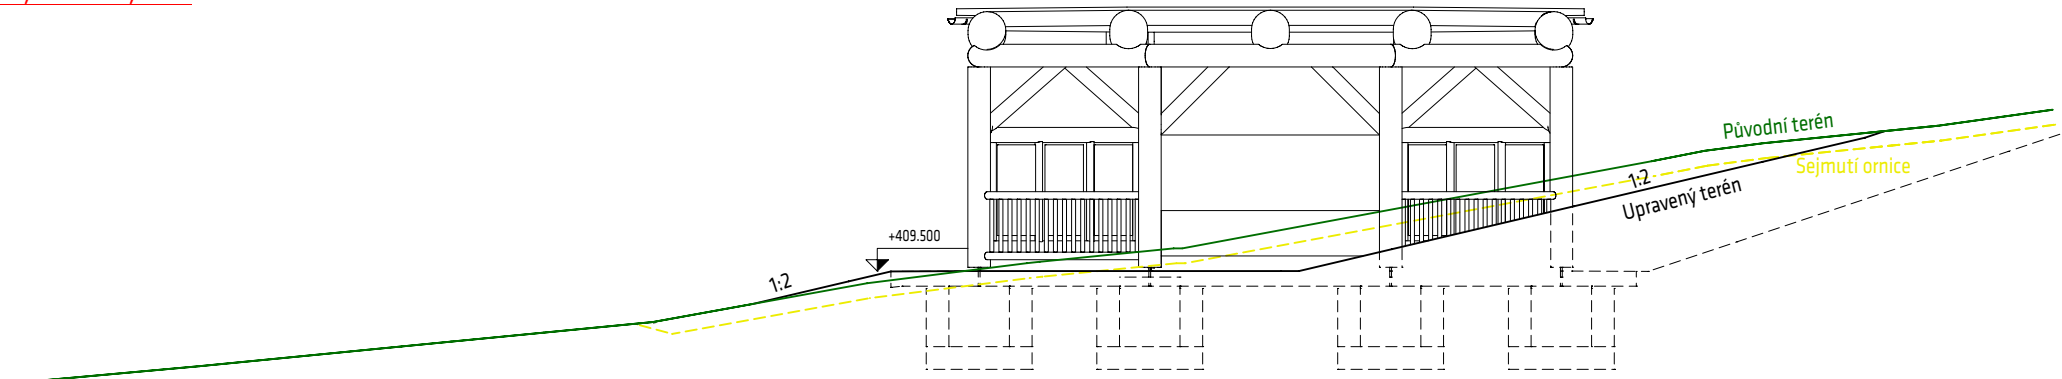 Původní terén
Sejmutí ornice
1:2
Upravený terén
+409.500
1:2